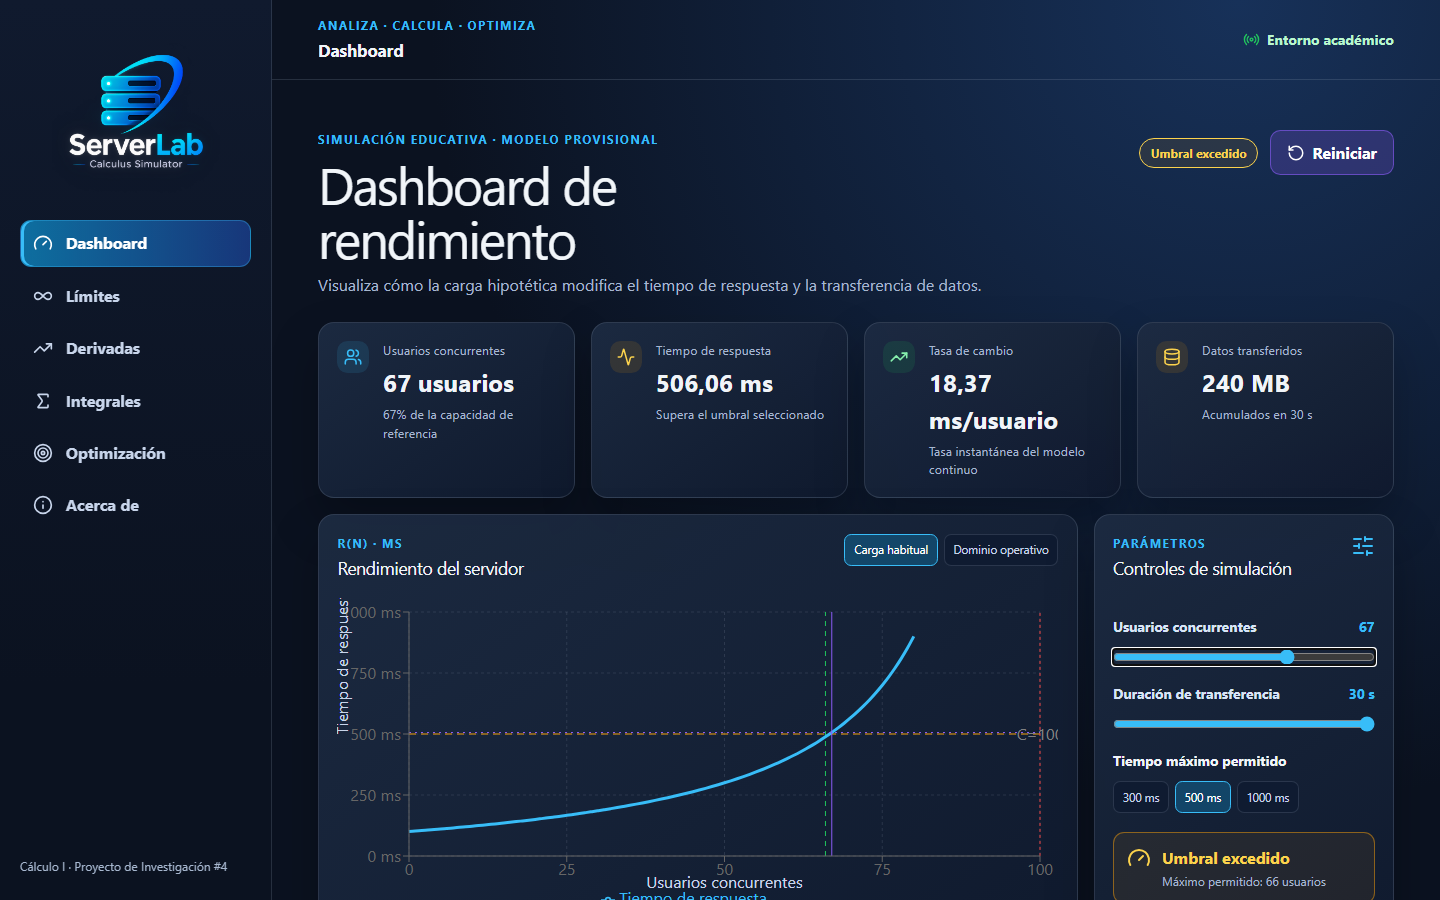 ServerLab
Calculus Simulator
Dashboard
Límites
Derivadas
Integrales
Optimización
Acerca de
Cálculo I · Proyecto de Investigación #4
ANALIZA · CALCULA · OPTIMIZA
Dashboard
Entorno académico
SIMULACIÓN EDUCATIVA · MODELO PROVISIONAL
Dashboard de
rendimiento
Visualiza cómo la carga hipotética modifica el tiempo de respuesta y la transferencia de datos.
Umbral excedido
Reiniciar
Usuarios concurrentes
67 usuarios
67% de la capacidad de
referencia
Tiempo de respuesta
506,06 ms
Supera el umbral seleccionado
Tasa de cambio
18,37
ms/usuario
Tasa instantánea del modelo
continuo
Datos transferidos
240 MB
Acumulados en 30 s
R(N) · MS
Rendimiento del servidor
Carga habitual
Dominio operativo
Tiempo de respues
000 ms
750 ms
500 ms
250 ms
0 ms
C=100
0
25
50
75
100
Usuarios concurrentes
Tiempo de respuesta
PARÁMETROS
Controles de simulación
Usuarios concurrentes
67
Duración de transferencia
30 s
Tiempo máximo permitido
300 ms
500 ms
1000 ms
Umbral excedido
Máximo permitido: 66 usuarios